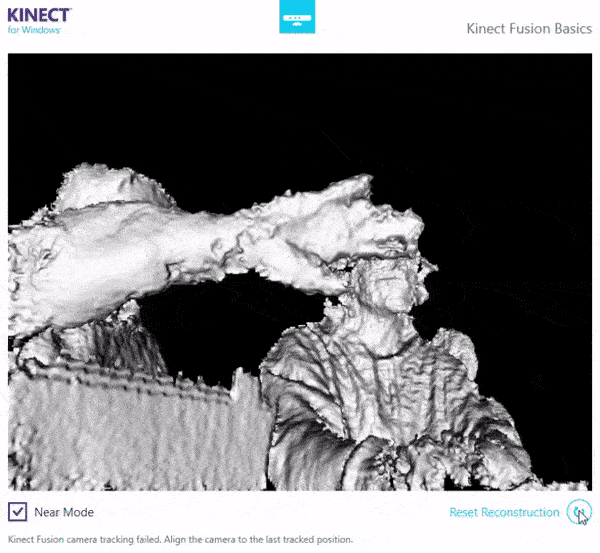 KINECT™
for Windows®
Kinect Fusion Basics
Near Mode
Reset Reconstruction
Kinect Fusion camera tracking failed. Align the camera to the last tracked position.